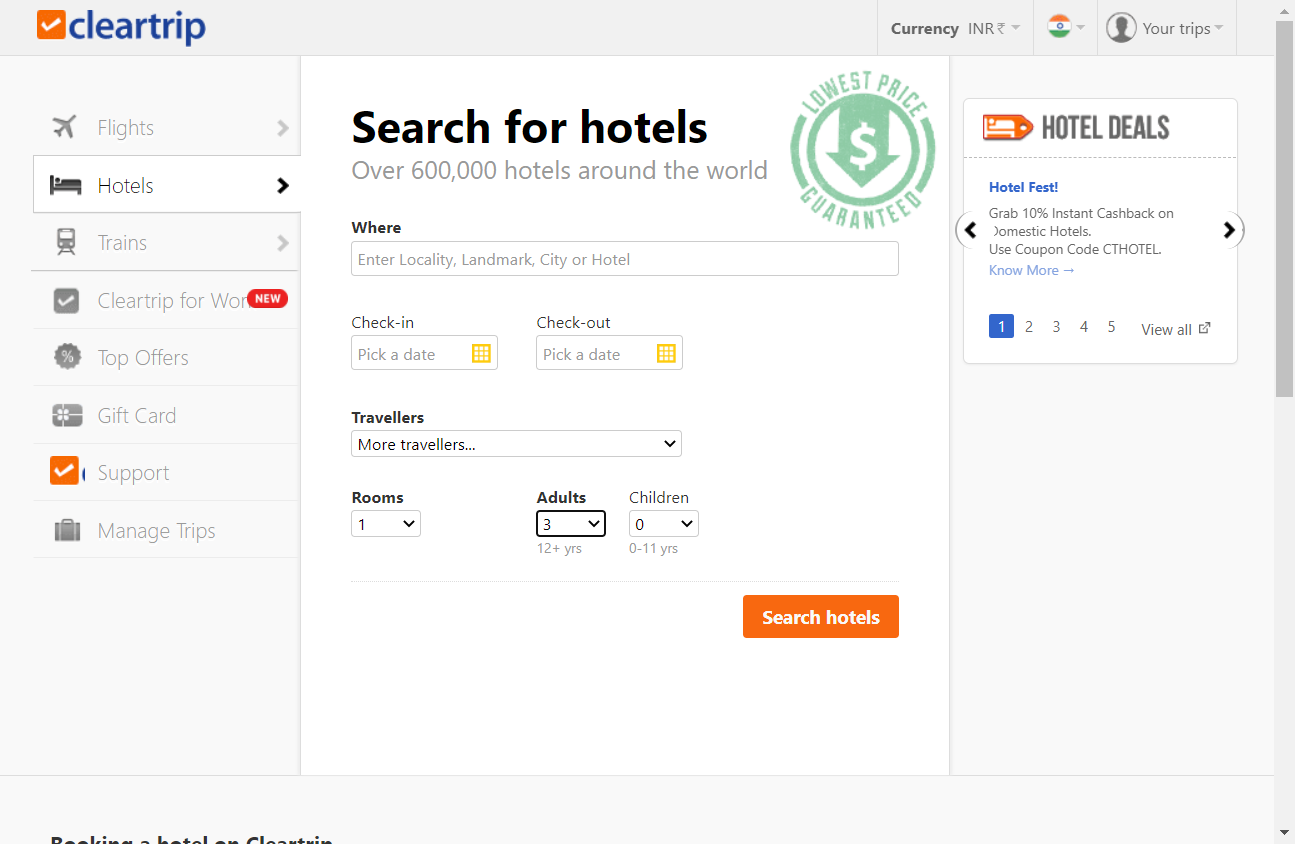 cleartrip
Currency INR ₹
Your trips
Flights
Hotels
Trains
Cleartrip for Wor
NEW
Top Offers
Gift Card
Support
Manage Trips
Search for hotels
Over 600,000 hotels around the world
LOWEST PRICE
$
GUARANTEED
Where
Enter Locality, Landmark, City or Hotel
Check-in Check-out
Pick a date Pick a date
Travellers
More travellers...
Rooms Adults Children
1 3 0
12+ yrs 0-11 yrs
Search hotels
HOTEL DEALS
Hotel Fest!
Grab 10% Instant Cashback on
Domestic Hotels.
Use Coupon Code CTHOTEL.
Know More →
1 2 3 4 5 View all
Booking a hotel on Cleartrip